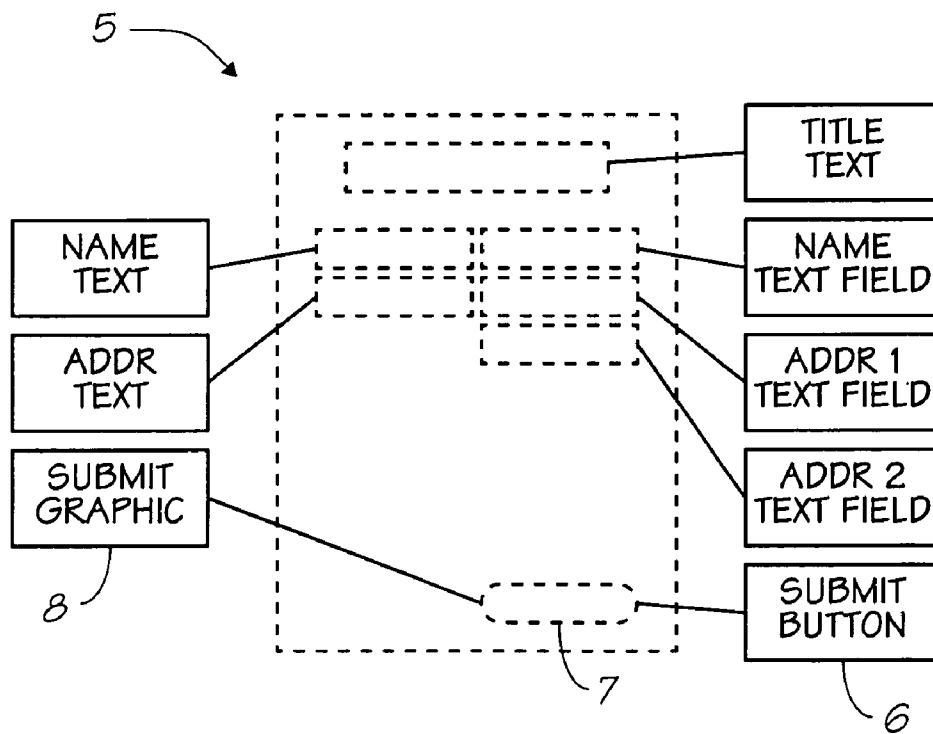 5
TITLE
TEXT
NAME
TEXT
NAME
TEXT FIELD
ADDR
TEXT
ADDR 1
TEXT FIELD
SUBMIT
GRAPHIC
ADDR 2
TEXT FIELD
SUBMIT
BUTTON
8
7
6